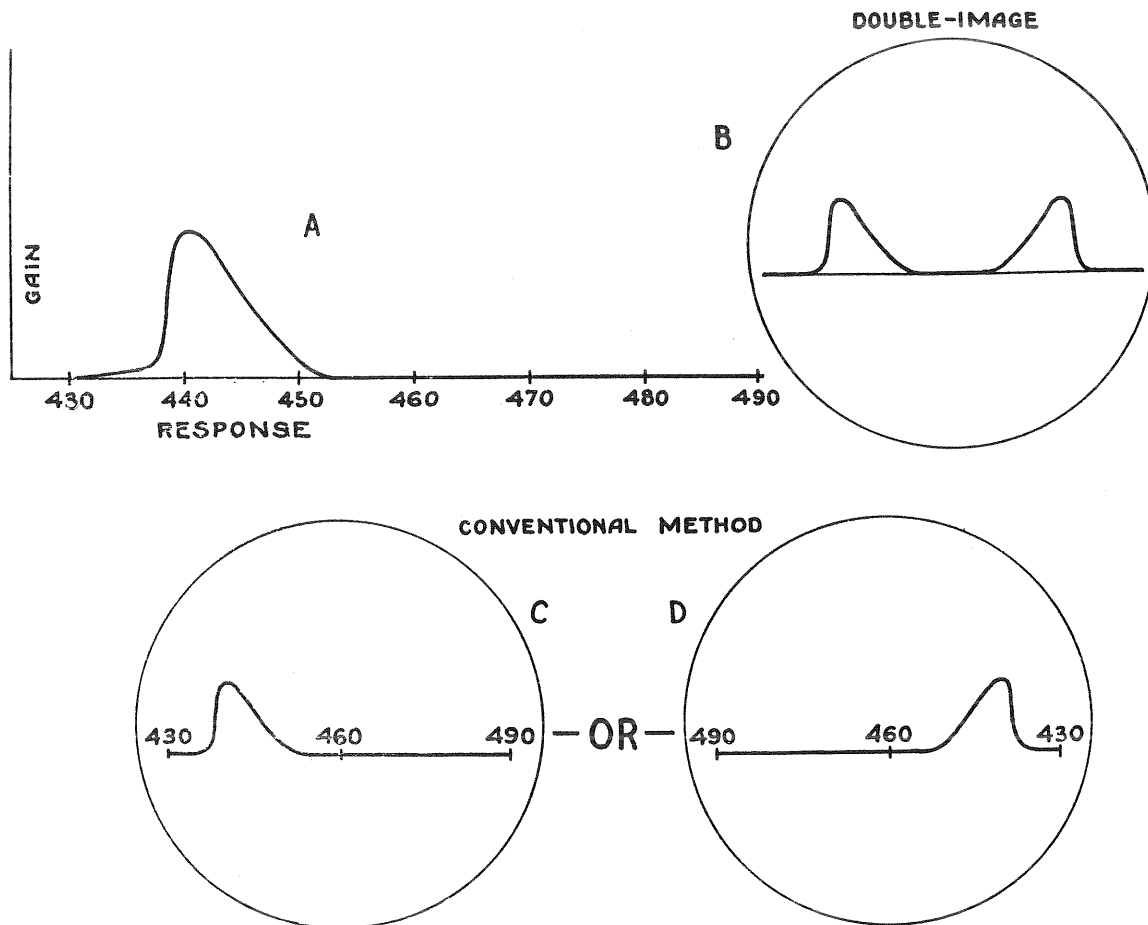 DOUBLE-IMAGE
B
A
GAIN
430 440 450 460 470 480 490
RESPONSE
CONVENTIONAL METHOD
C
D
430 460 490
—OR—
490 460 430